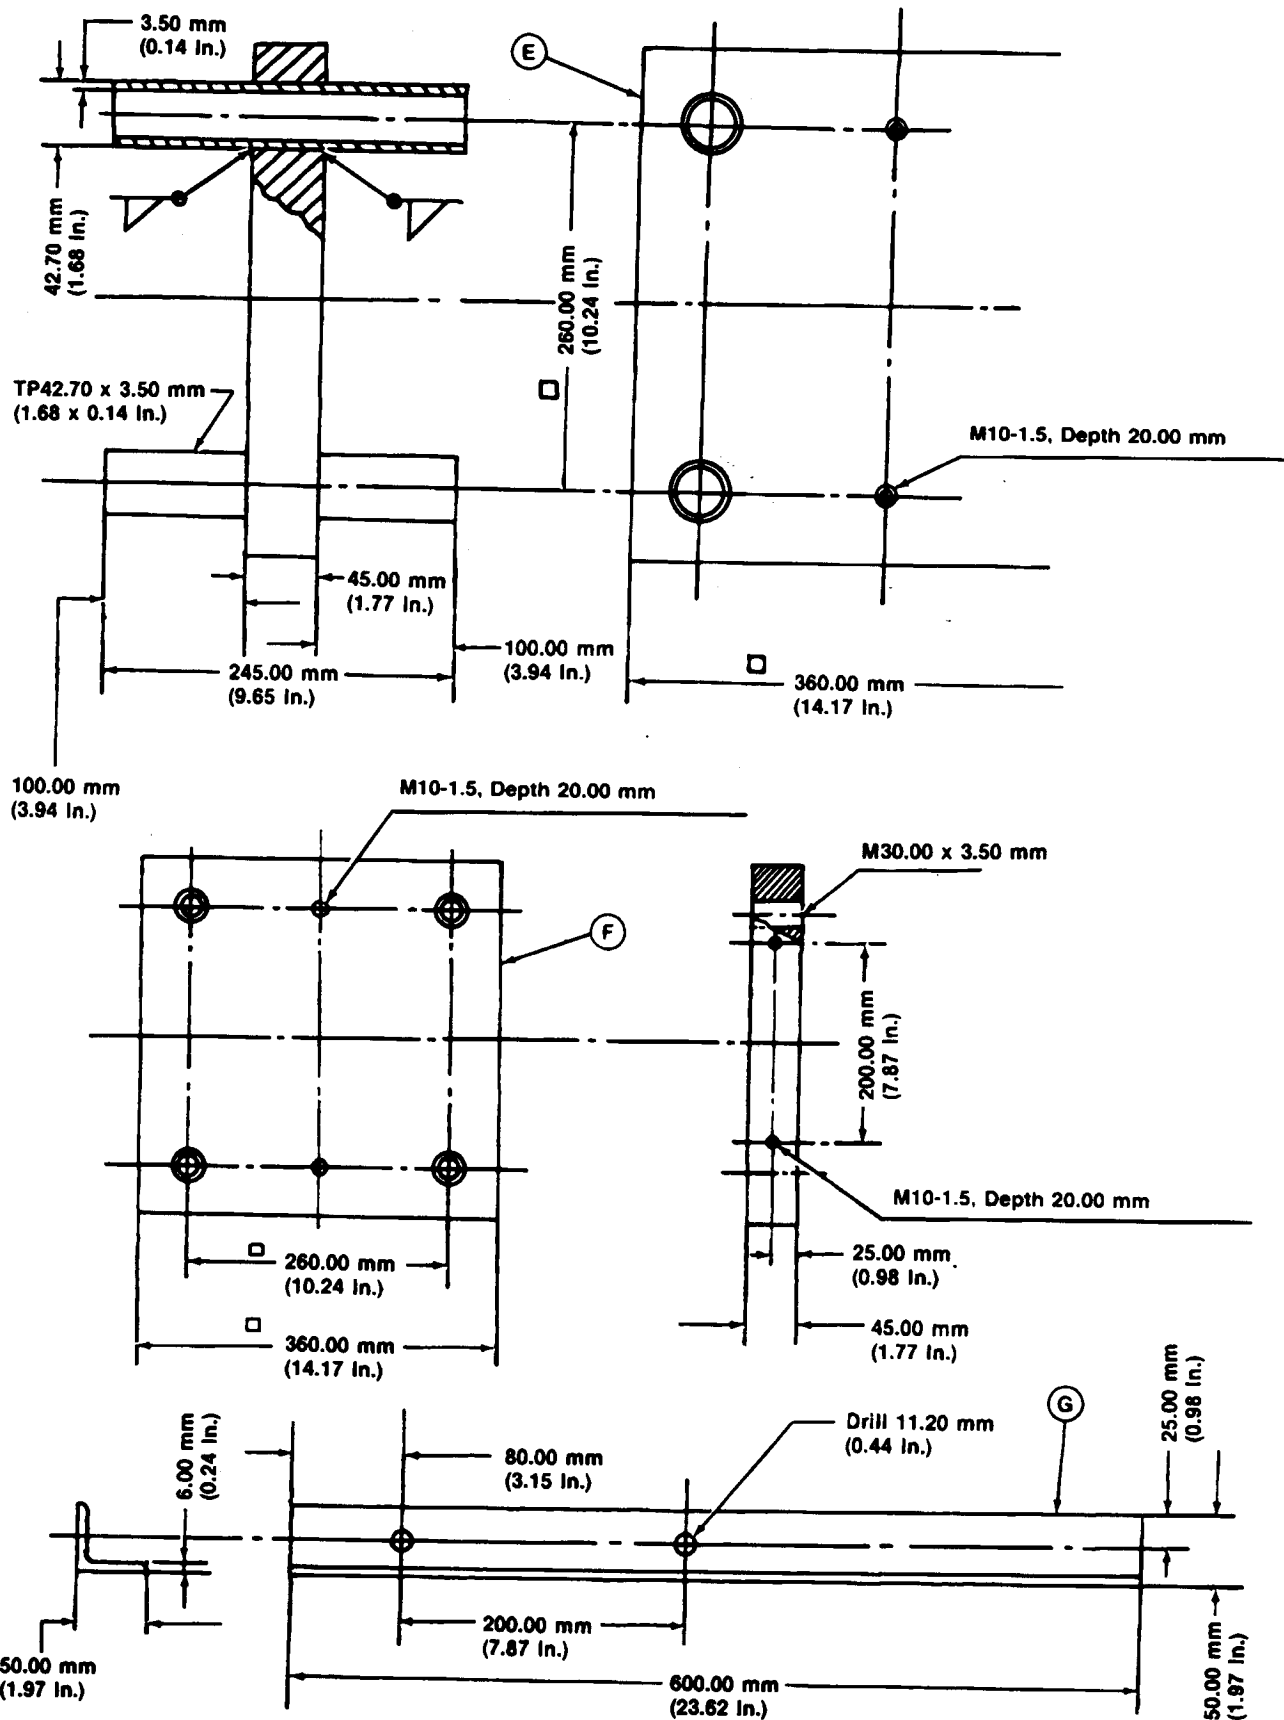 3.50 mm
(0.14 In.)
E
42.70 mm
(1.68 In.)
260.00 mm
(10.24 In.)
TP42.70 x 3.50 mm
(1.68 x 0.14 In.)
M10-1.5, Depth 20.00 mm
45.00 mm
(1.77 In.)
100.00 mm
(3.94 In.)
245.00 mm
(9.65 In.)
360.00 mm
(14.17 In.)
100.00 mm
(3.94 In.)
M10-1.5, Depth 20.00 mm
M30.00 x 3.50 mm
F
200.00 mm
(7.87 In.)
M10-1.5, Depth 20.00 mm
260.00 mm
(10.24 In.)
25.00 mm
(0.98 In.)
360.00 mm
(14.17 In.)
45.00 mm
(1.77 In.)
6.00 mm
(0.24 In.)
80.00 mm
(3.15 In.)
Drill 11.20 mm
(0.44 In.)
G
25.00 mm
(0.98 In.)
200.00 mm
(7.87 In.)
50.00 mm
(1.97 In.)
600.00 mm
(23.62 In.)
50.00 mm
(1.97 In.)